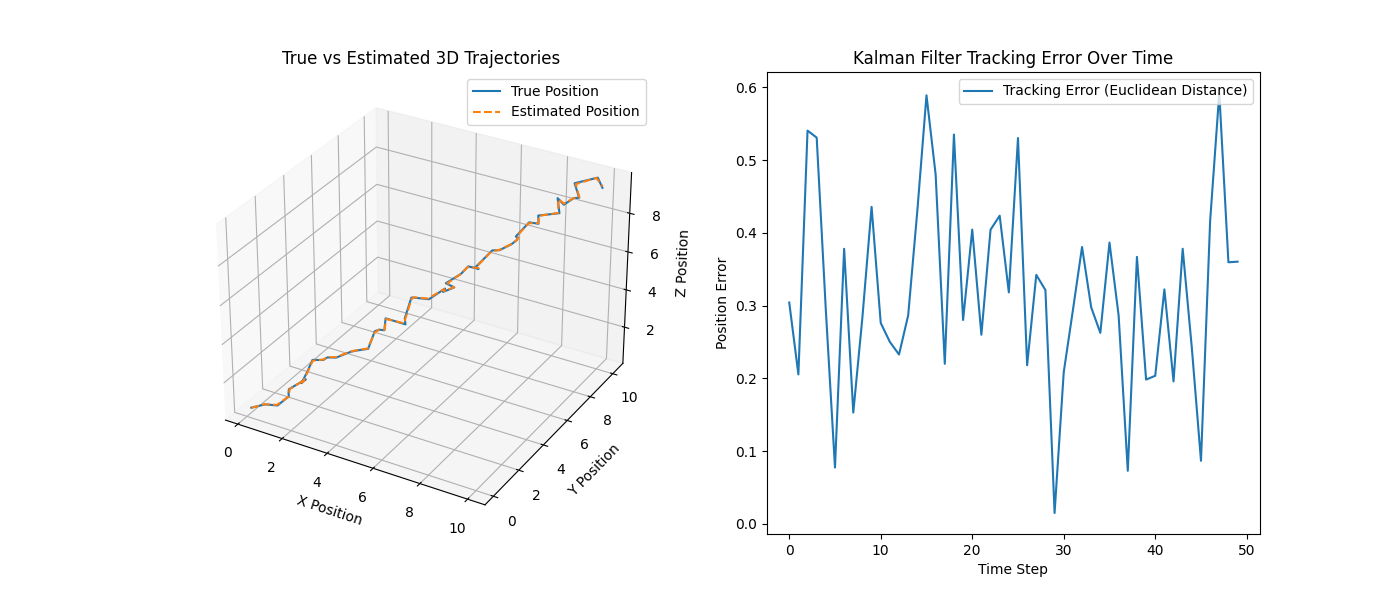 True vs Estimated 3D Trajectories
True Position
Estimated Position
0
2
4
6
8
10
X Position
0
2
4
6
8
10
Y Position
2
4
6
8
Z Position
Kalman Filter Tracking Error Over Time
Tracking Error (Euclidean Distance)
0.6
0.5
0.4
0.3
0.2
0.1
0.0
Position Error
0
10
20
30
40
50
Time Step